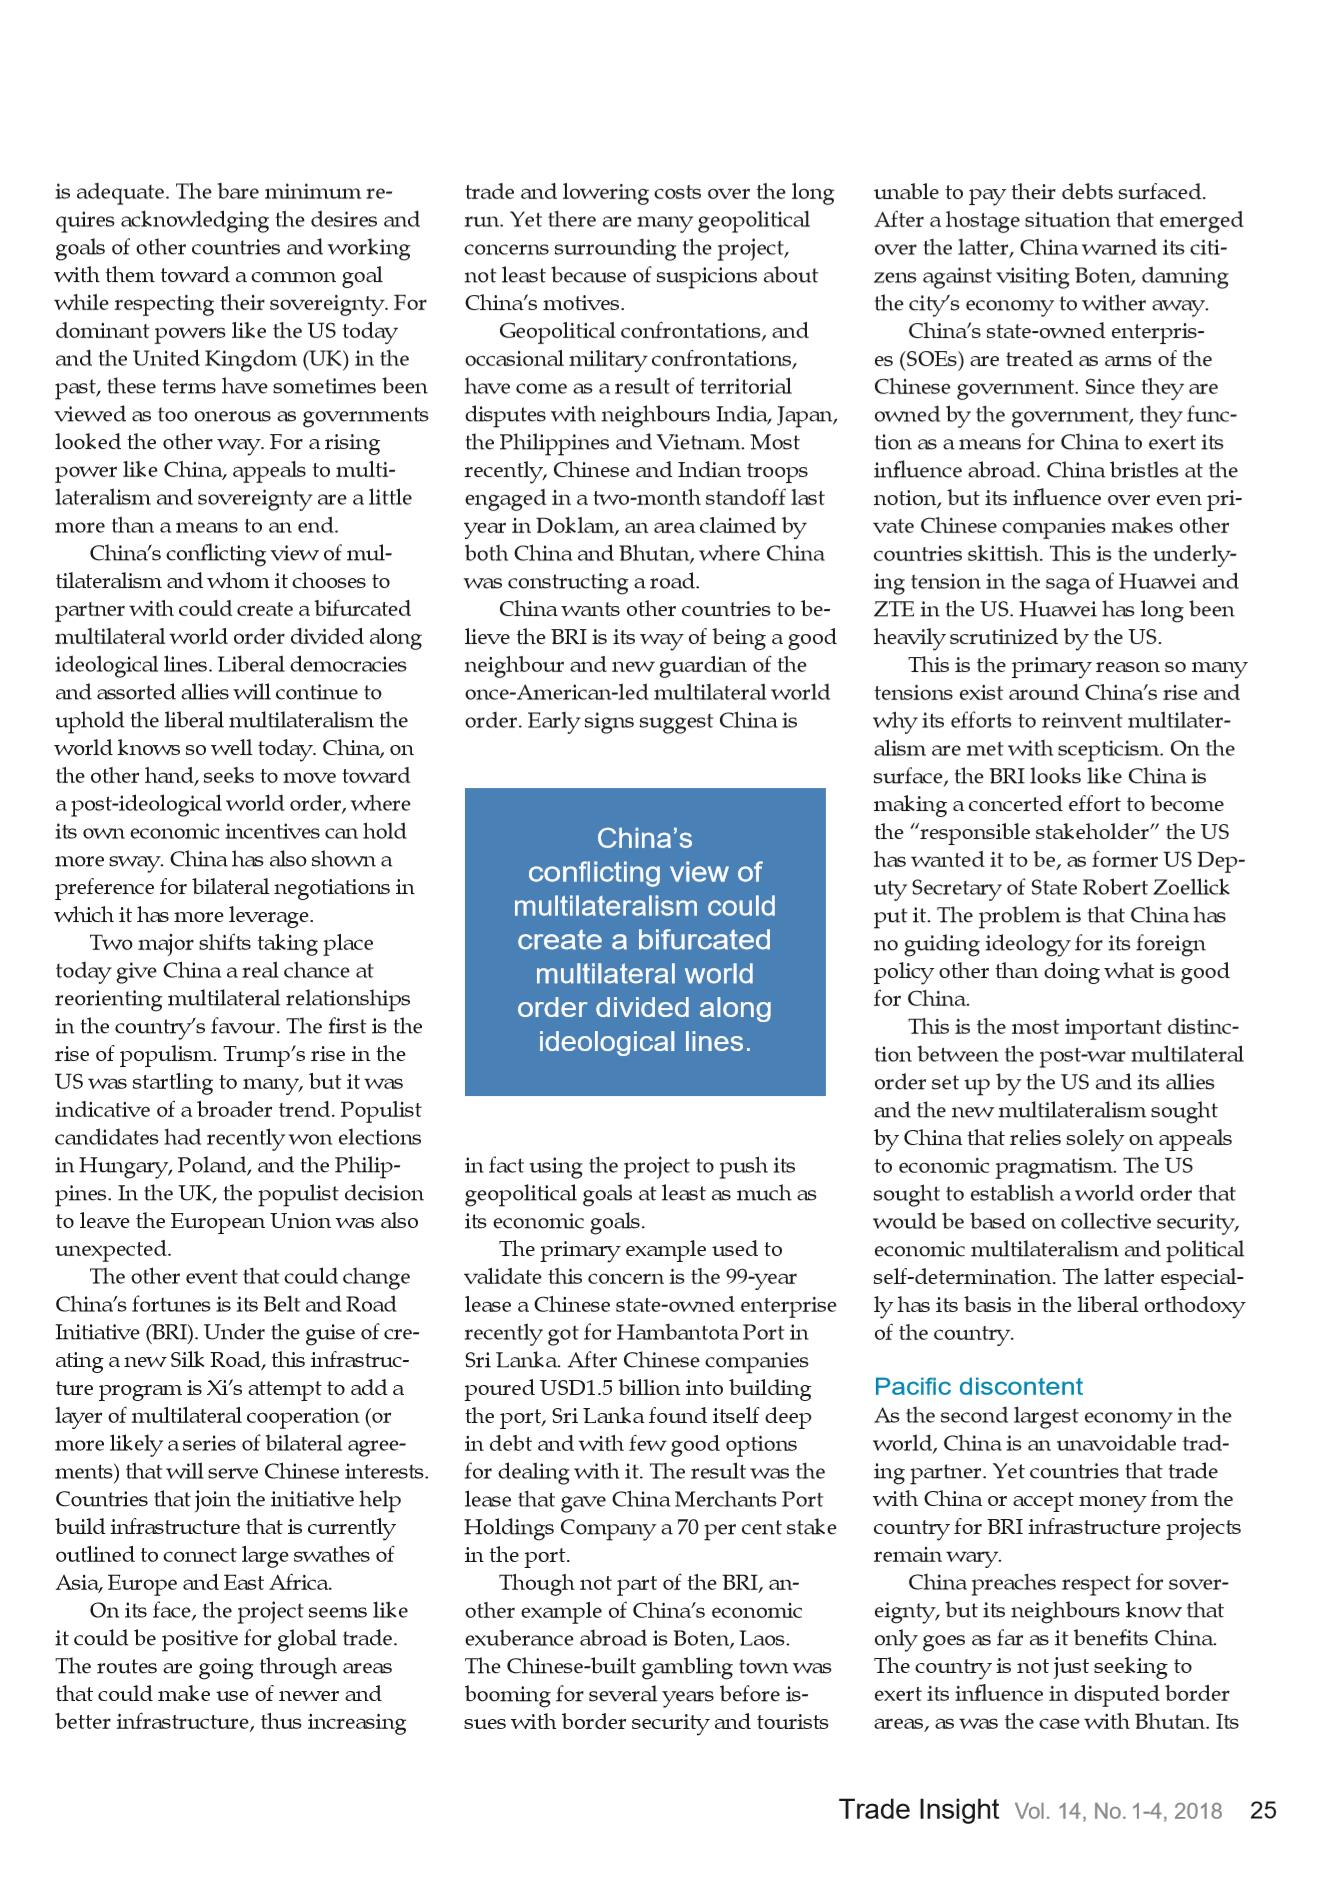 is adequate. The bare minimum re-
quires acknowledging the desires and
goals of other countries and working
with them toward a common goal
while respecting their sovereignty. For
dominant powers like the US today
and the United Kingdom (UK) in the
past, these terms have sometimes been
viewed as too onerous as governments
looked the other way. For a rising
power like China, appeals to multi-
lateralism and sovereignty are a little
more than a means to an end.
China's conflicting view of mul-
tilateralism and whom it chooses to
partner with could create a bifurcated
multilateral world order divided along
ideological lines. Liberal democracies
and assorted allies will continue to
uphold the liberal multilateralism the
world knows so well today. China, on
the other hand, seeks to move toward
a post-ideological world order, where
its own economic incentives can hold
more sway. China has also shown a
preference for bilateral negotiations in
which it has more leverage.
Two major shifts taking place
today give China a real chance at
reorienting multilateral relationships
in the country's favour. The first is the
rise of populism. Trump's rise in the
US was startling to many, but it was
indicative of a broader trend. Populist
candidates had recently won elections
in Hungary, Poland, and the Philip-
pines. In the UK, the populist decision
to leave the European Union was also
unexpected.
The other event that could change
China's fortunes is its Belt and Road
Initiative (BRI). Under the guise of cre-
ating a new Silk Road, this infrastruc-
ture program is Xi's attempt to add a
layer of multilateral cooperation (or
more likely a series of bilateral agree-
ments) that will serve Chinese interests.
Countries that join the initiative help
build infrastructure that is currently
outlined to connect large swathes of
Asia, Europe and East Africa.
On its face, the project seems like
it could be positive for global trade.
The routes are going through areas
that could make use of newer and
better infrastructure, thus increasing
trade and lowering costs over the long
run. Yet there are many geopolitical
concerns surrounding the project,
not least because of suspicions about
China's motives.
Geopolitical confrontations, and
occasional military confrontations,
have come as a result of territorial
disputes with neighbours India, Japan,
the Philippines and Vietnam. Most
recently, Chinese and Indian troops
engaged in a two-month standoff last
year in Doklam, an area claimed by
both China and Bhutan, where China
was constructing a road.
China wants other countries to be-
lieve the BRI is its way of being a good
neighbour and new guardian of the
once-American-led multilateral world
order. Early signs suggest China is
China's
conflicting view of
multilateralism could
create a bifurcated
multilateral world
order divided along
ideological lines.
in fact using the project to push its
geopolitical goals at least as much as
its economic goals.
The primary example used to
validate this concern is the 99-year
lease a Chinese state-owned enterprise
recently got for Hambantota Port in
Sri Lanka. After Chinese companies
poured USD1.5 billion into building
the port, Sri Lanka found itself deep
in debt and with few good options
for dealing with it. The result was the
lease that gave China Merchants Port
Holdings Company a 70 per cent stake
in the port.
Though not part of the BRI, an-
other example of China's economic
exuberance abroad is Boten, Laos.
The Chinese-built gambling town was
booming for several years before is-
sues with border security and tourists
unable to pay their debts surfaced.
After a hostage situation that emerged
over the latter, China warned its citi-
zens against visiting Boten, damning
the city's economy to wither away.
China's state-owned enterpris-
es (SOEs) are treated as arms of the
Chinese government. Since they are
owned by the government, they func-
tion as a means for China to exert its
influence abroad. China bristles at the
notion, but its influence over even pri-
vate Chinese companies makes other
countries skittish. This is the underly-
ing tension in the saga of Huawei and
ZTE in the US. Huawei has long been
heavily scrutinized by the US.
This is the primary reason so many
tensions exist around China's rise and
why its efforts to reinvent multilater-
alism are met with scepticism. On the
surface, the BRI looks like China is
making a concerted effort to become
the “responsible stakeholder” the US
has wanted it to be, as former US Dep-
uty Secretary of State Robert Zoellick
put it. The problem is that China has
no guiding ideology for its foreign
policy other than doing what is good
for China.
This is the most important distinc-
tion between the post-war multilateral
order set up by the US and its allies
and the new multilateralism sought
by China that relies solely on appeals
to economic pragmatism. The US
sought to establish a world order that
would be based on collective security,
economic multilateralism and political
self-determination. The latter especial-
ly has its basis in the liberal orthodoxy
of the country.
Pacific discontent
As the second largest economy in the
world, China is an unavoidable trad-
ing partner. Yet countries that trade
with China or accept money from the
country for BRI infrastructure projects
remain wary.
China preaches respect for sover-
eignty, but its neighbours know that
only goes as far as it benefits China.
The country is not just seeking to
exert its influence in disputed border
areas, as was the case with Bhutan. Its
Trade Insight Vol. 14, No. 1-4, 2018 25